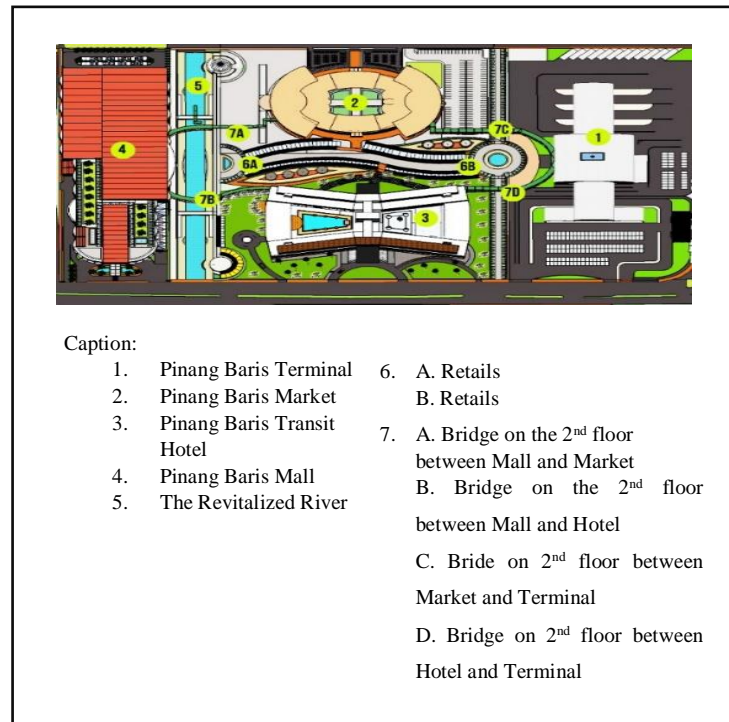 5
2
7A
7C
1
4
6A
6B
7B
7D
3
Caption:
1. Pinang Baris Terminal
2. Pinang Baris Market
3. Pinang Baris Transit
Hotel
4. Pinang Baris Mall
5. The Revitalized River
6. A. Retails
B. Retails
7. A. Bridge on the 2nd floor
between Mall and Market
B. Bridge on the 2nd floor
between Mall and Hotel
C. Bride on 2nd floor between
Market and Terminal
D. Bridge on 2nd floor between
Hotel and Terminal